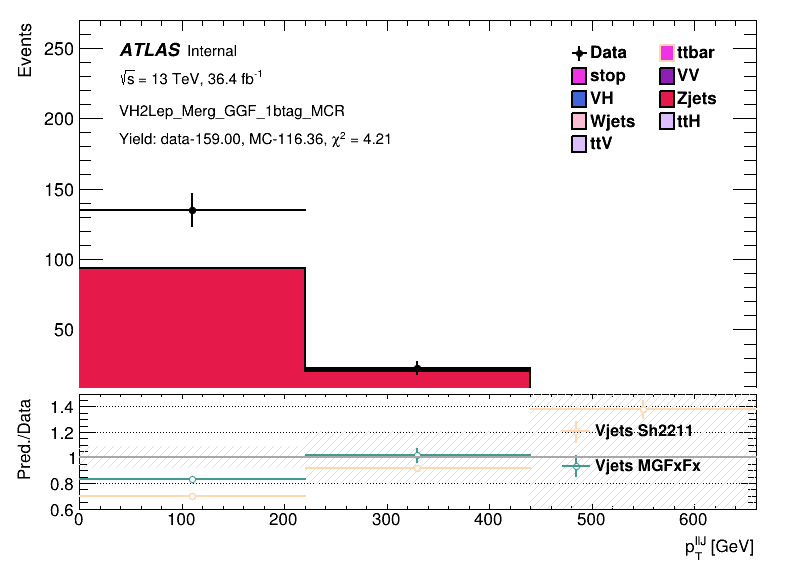 Events
250
200
150
100
50
ATLAS Internal
√s = 13 TeV, 36.4 fb⁻¹
VH2Lep_Merg_GGF_1btag_MCR
Yield: data-159.00, MC-116.36, χ² = 4.21
Data
ttbar
stop
VV
VH
Zjets
Wjets
ttH
ttV
Pred./Data
1.4
1.2
1
0.8
0.6
Vjets Sh2211
Vjets MGFxFx
0 100 200 300 400 500 600
p_T^{llJ} [GeV]